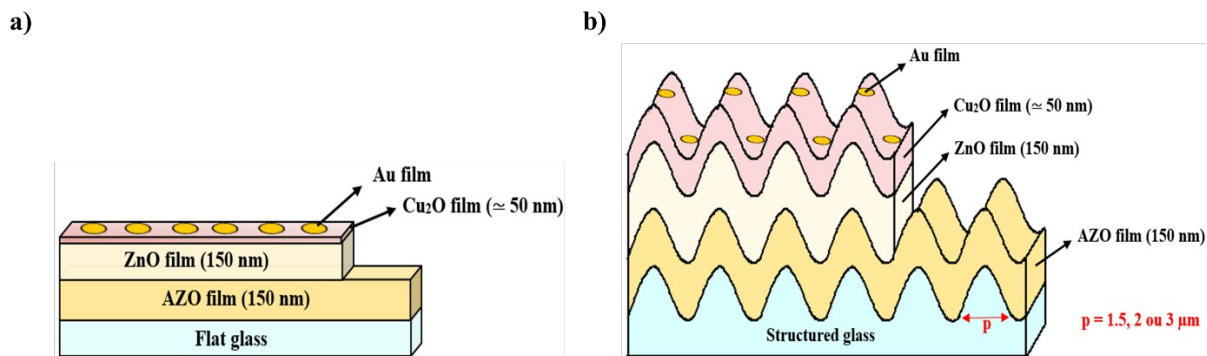 a)
Au film
Cu₂O film (≃ 50 nm)
ZnO film (150 nm)
AZO film (150 nm)
Flat glass
b)
Au film
Cu₂O film (≃ 50 nm)
ZnO film (150 nm)
AZO film (150 nm)
Structured glass
p
p = 1.5, 2 ou 3 µm